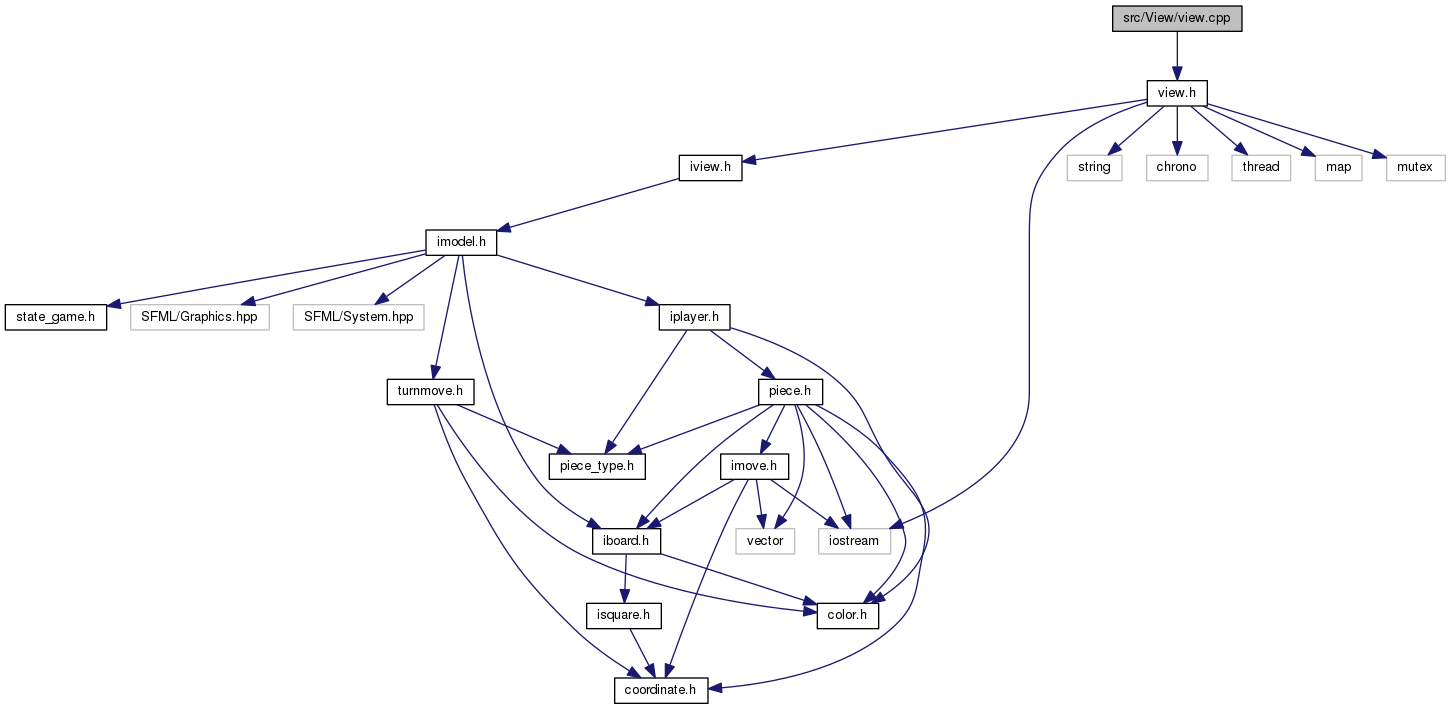 src/View/view.cpp
view.h
iview.h
string
chrono
thread
map
mutex
imodel.h
state_game.h
SFML/Graphics.hpp
SFML/System.hpp
iplayer.h
turnmove.h
piece.h
piece_type.h
imove.h
iboard.h
vector
iostream
isquare.h
color.h
coordinate.h